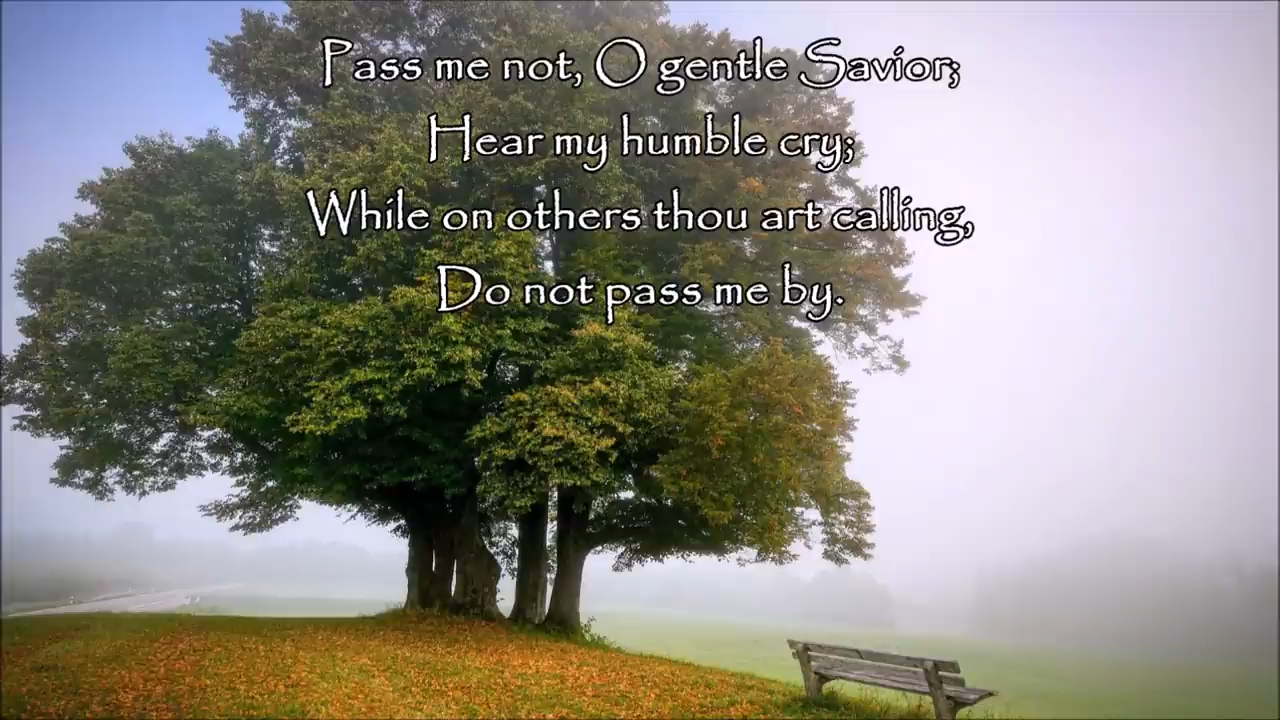 Pass me not, O gentle Savior;
Hear my humble cry;
While on others thou art calling,
Do not pass me by.